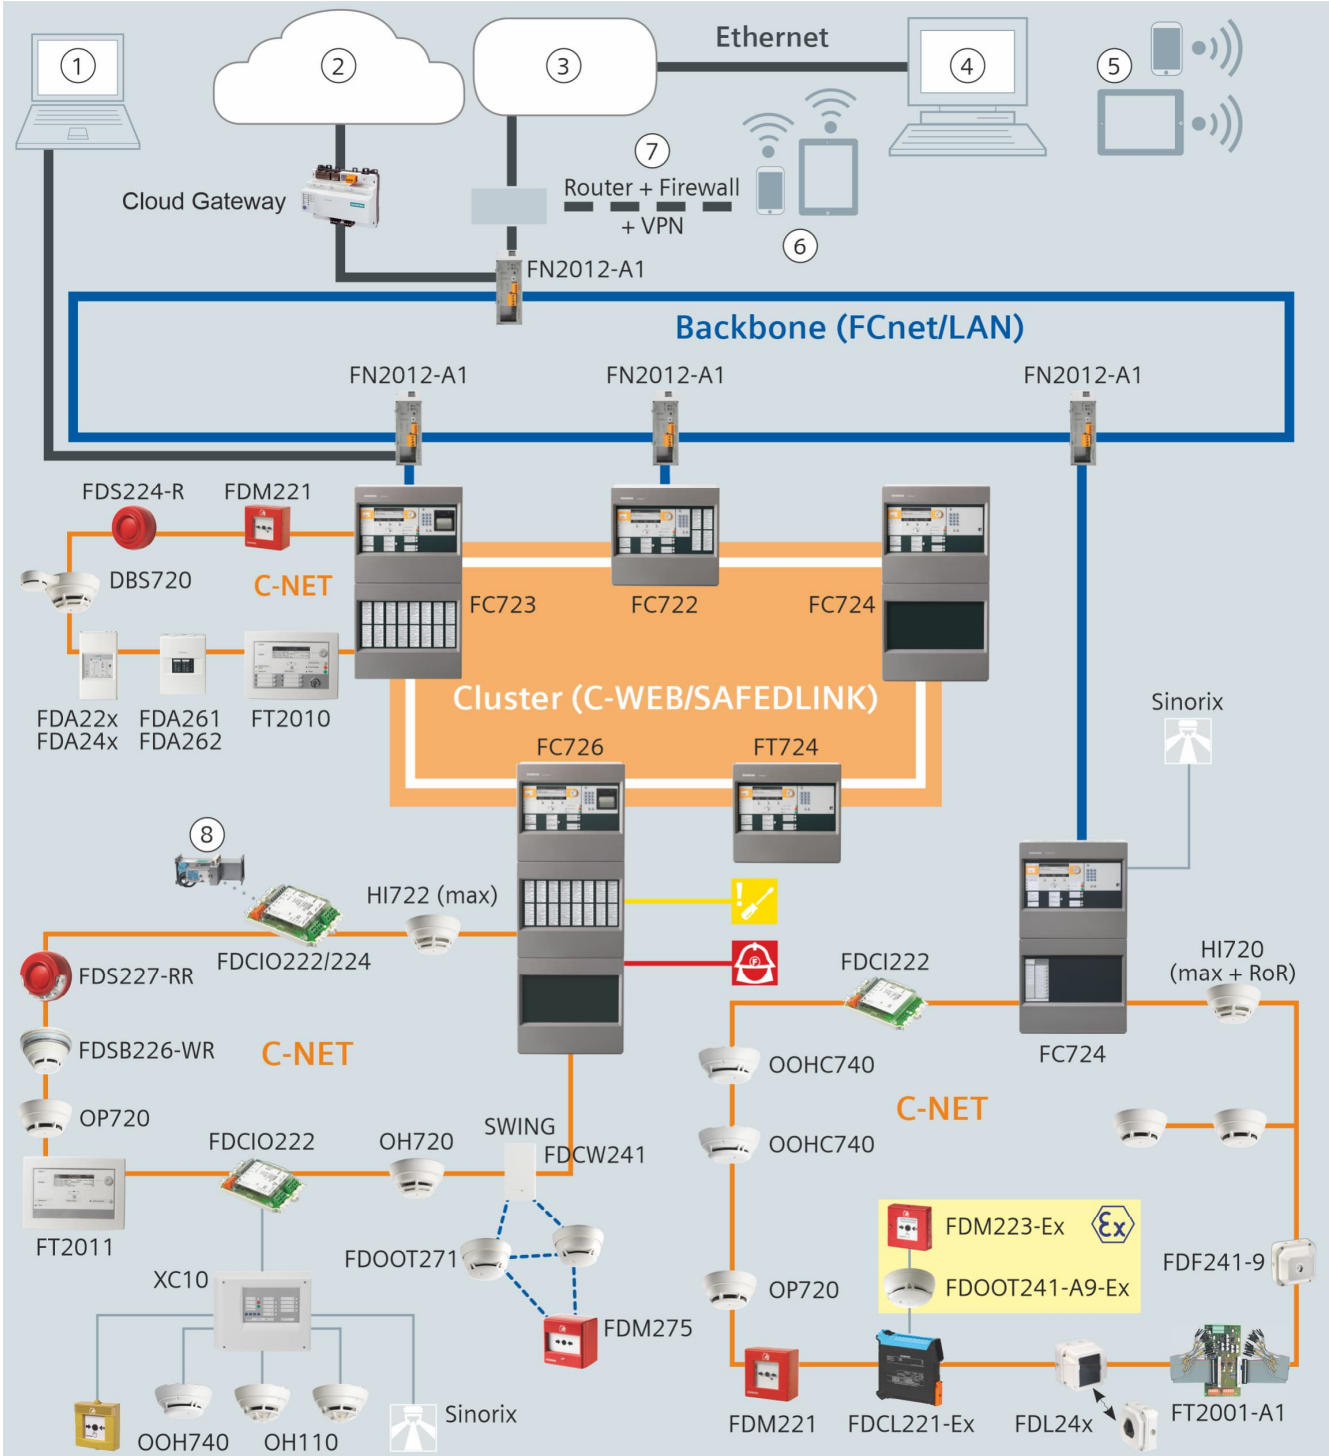 1
2
3
Ethernet
4
5
7
Router + Firewall
+ VPN
6
Cloud Gateway
FN2012-A1
Backbone (FCnet/LAN)
FN2012-A1
FN2012-A1
FN2012-A1
FDS224-R
FDM221
DBS720
C-NET
FC723
FC722
FC724
FDA22x
FDA24x
FDA261
FDA262
FT2010
Cluster (C-WEB/SAFEDLINK)
FC726
FT724
Sinorix
8
HI722 (max)
FDCIO222/224
FDS227-RR
FDSB226-WR
C-NET
OP720
FDCIO222
OH720
SWING
FDCW241
FT2011
XC10
FDOOT271
FDM275
OOH740
OH110
Sinorix
!
F
FDCI222
HI720
(max + RoR)
FC724
OOHC740
C-NET
OOHC740
FDM223-Ex
Ex
FDOOT241-A9-Ex
FDF241-9
OP720
FDM221
FDCL221-Ex
FDL24x
FT2001-A1